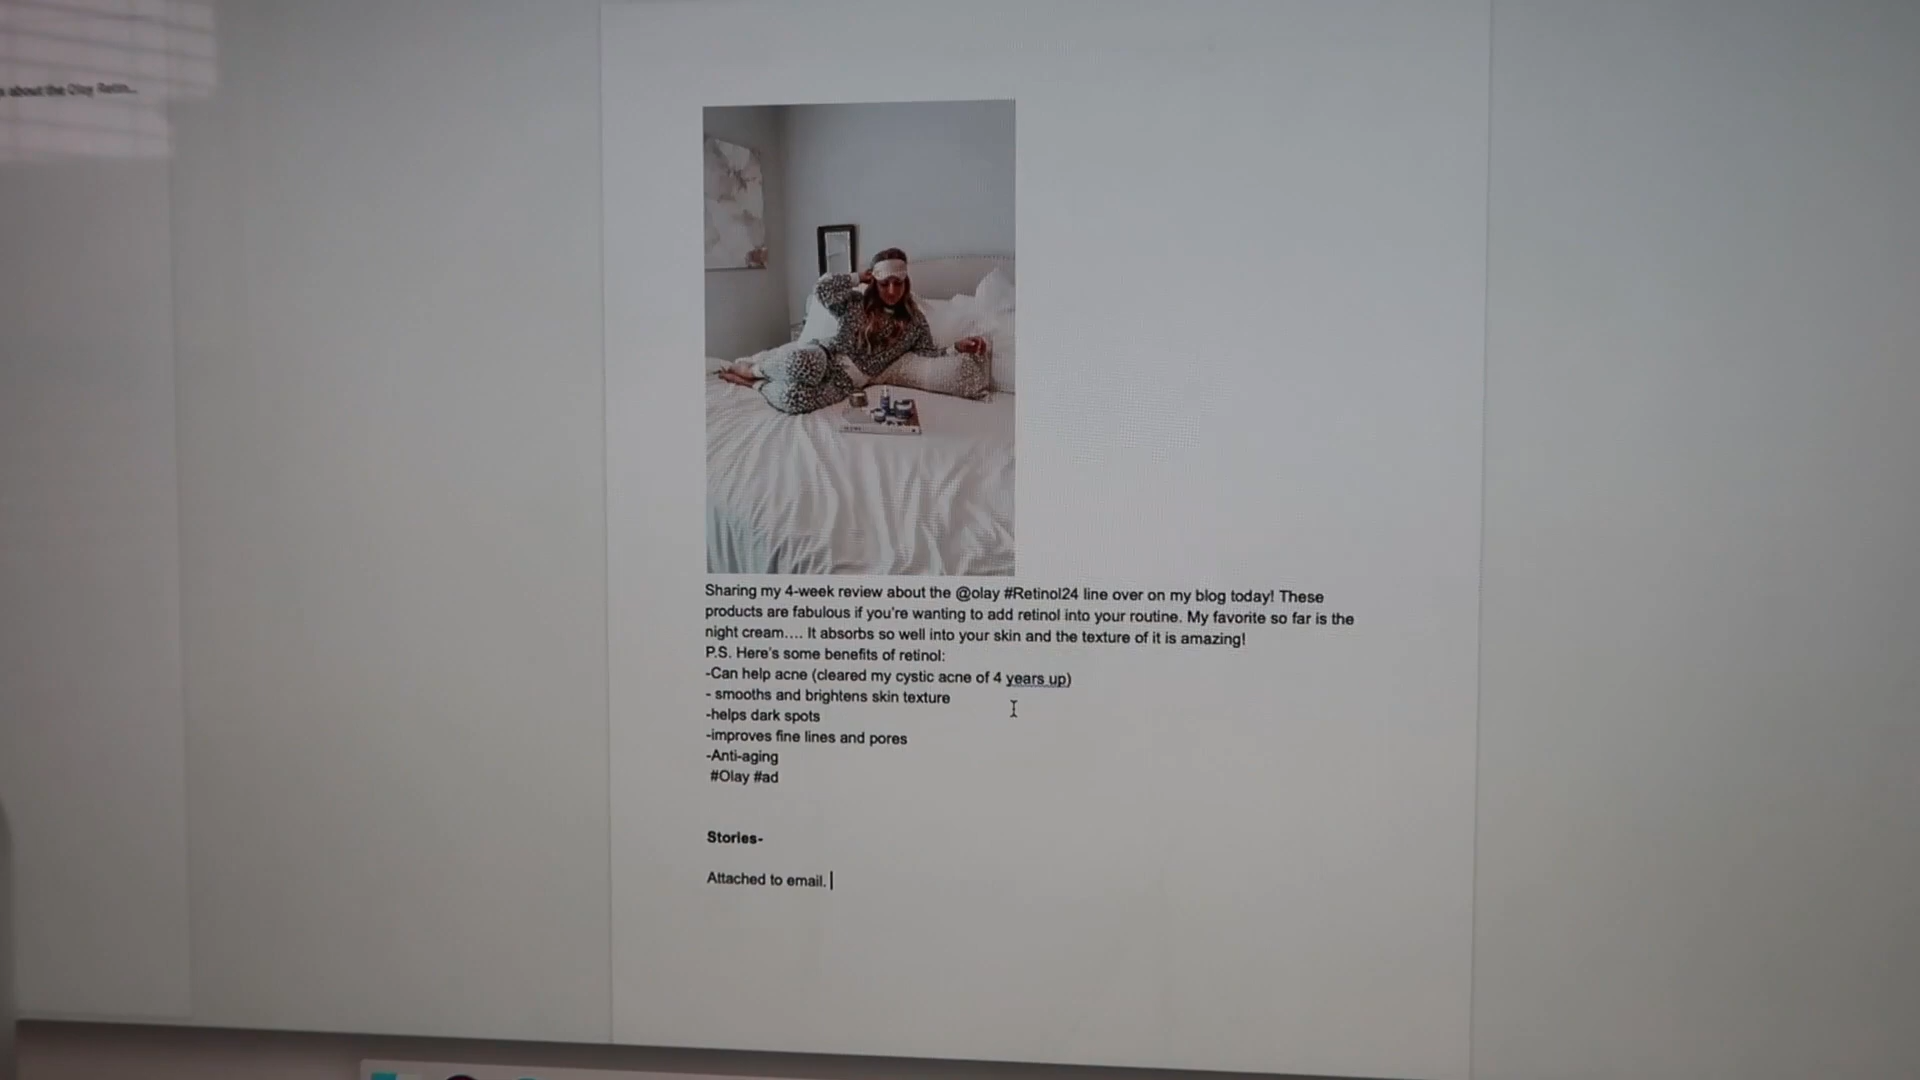 about the Olay Retin...
Sharing my 4-week review about the @olay #Retinol24 line over on my blog today! These
products are fabulous if you're wanting to add retinol into your routine. My favorite so far is the
night cream.... It absorbs so well into your skin and the texture of it is amazing!
P.S. Here's some benefits of retinol:
-Can help acne (cleared my cystic acne of 4 years up)
- smooths and brightens skin texture
-helps dark spots
-improves fine lines and pores
-Anti-aging
#Olay #ad
Stories-
Attached to email.